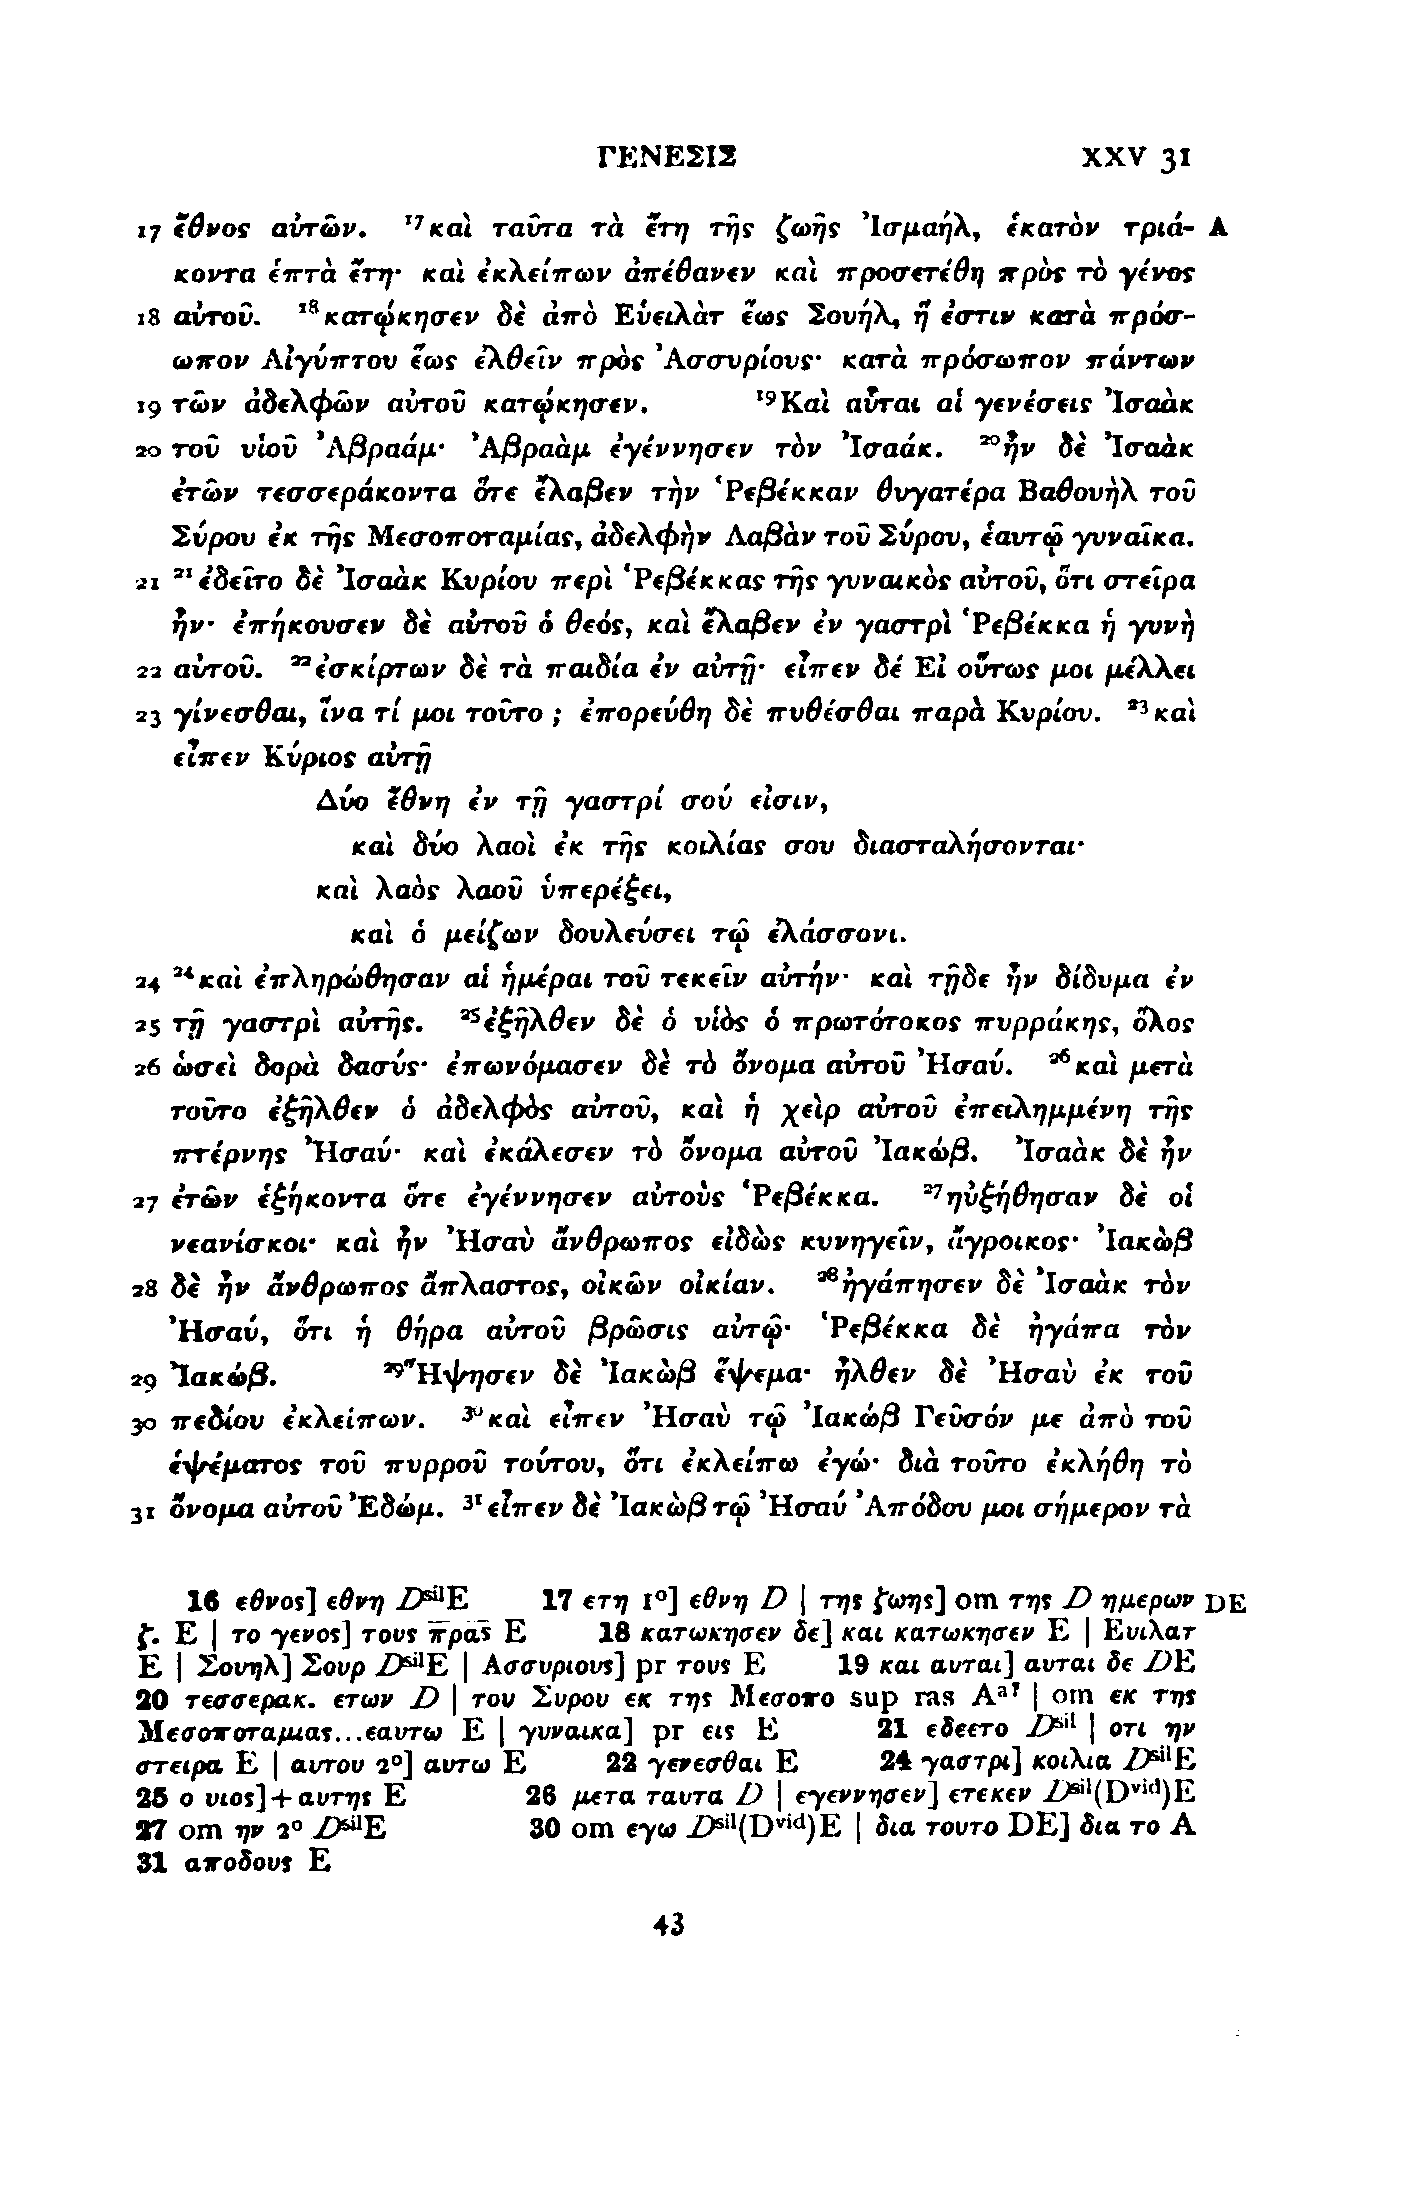 ΓΕΝΕΣΙΣ XXV 31
17 ἔθνος αὐτῶν. ¹⁷καὶ ταῦτα τὰ ἔτη τῆς ζωῆς Ἰσμαήλ, ἑκατὸν τριά- A
κοντα ἑπτὰ ἔτη· καὶ ἐκλείπων ἀπέθανεν καὶ προσετέθη πρὸς τὸ γένος
18 αὐτοῦ. ¹⁸κατῴκησεν δὲ ἀπὸ Εὑειλὰτ ἕως Σουήλ, ἥ ἐστιν κατὰ πρόσ-
ωπον Αἰγύπτου ἕως ἐλθεῖν πρὸς Ἀσσυρίους· κατὰ πρόσωπον πάντων
19 τῶν ἀδελφῶν αὐτοῦ κατῴκησεν. ¹⁹Καὶ αὗται αἱ γενέσεις Ἰσαὰκ
20 τοῦ υἱοῦ Ἀβραάμ· Ἀβραὰμ ἐγέννησεν τὸν Ἰσαάκ. ²⁰ἦν δὲ Ἰσαὰκ
ἐτῶν τεσσεράκοντα ὅτε ἔλαβεν τὴν Ῥεβέκκαν θυγατέρα Βαθουὴλ τοῦ
Σύρου ἐκ τῆς Μεσοποταμίας, ἀδελφὴν Λαβὰν τοῦ Σύρου, ἑαυτῷ γυναῖκα.
21 ²¹ἐδεῖτο δὲ Ἰσαὰκ Κυρίου περὶ Ῥεβέκκας τῆς γυναικὸς αὐτοῦ, ὅτι στεῖρα
ἦν· ἐπήκουσεν δὲ αὐτοῦ ὁ θεός, καὶ ἔλαβεν ἐν γαστρὶ Ῥεβέκκα ἡ γυνὴ
22 αὐτοῦ. ²²ἐσκίρτων δὲ τὰ παιδία ἐν αὐτῇ· εἶπεν δέ Εἰ οὕτως μοι μέλλει
23 γίνεσθαι, ἵνα τί μοι τοῦτο ; ἐπορεύθη δὲ πυθέσθαι παρὰ Κυρίου. ²³καὶ
εἶπεν Κύριος αὐτῇ
Δύο ἔθνη ἐν τῇ γαστρί σού εἰσιν,
καὶ δύο λαοὶ ἐκ τῆς κοιλίας σου διασταλήσονται·
καὶ λαὸς λαοῦ ὑπερέξει,
καὶ ὁ μείζων δουλεύσει τῷ ἐλάσσονι.
24 ²⁴καὶ ἐπληρώθησαν αἱ ἡμέραι τοῦ τεκεῖν αὐτήν· καὶ τῇδε ἦν δίδυμα ἐν
25 τῇ γαστρὶ αὐτῆς. ²⁵ἐξῆλθεν δὲ ὁ υἱὸς ὁ πρωτότοκος πυρράκης, ὅλος
26 ὡσεὶ δορὰ δασύς· ἐπωνόμασεν δὲ τὸ ὄνομα αὐτοῦ Ἠσαύ. ²⁶καὶ μετὰ
τοῦτο ἐξῆλθεν ὁ ἀδελφὸς αὐτοῦ, καὶ ἡ χεὶρ αὐτοῦ ἐπειλημμένη τῆς
πτέρνης Ἠσαύ· καὶ ἐκάλεσεν τὸ ὄνομα αὐτοῦ Ἰακώβ. Ἰσαὰκ δὲ ἦν
27 ἐτῶν ἑξήκοντα ὅτε ἐγέννησεν αὐτοὺς Ῥεβέκκα. ²⁷ηὐξήθησαν δὲ οἱ
νεανίσκοι· καὶ ἦν Ἠσαὺ ἄνθρωπος εἰδὼς κυνηγεῖν, ἄγροικος· Ἰακὼβ
28 δὲ ἦν ἄνθρωπος ἄπλαστος, οἰκῶν οἰκίαν. ²⁸ἠγάπησεν δὲ Ἰσαὰκ τὸν
Ἠσαύ, ὅτι ἡ θήρα αὐτοῦ βρῶσις αὐτῷ· Ῥεβέκκα δὲ ἠγάπα τὸν
29 Ἰακώβ. ²⁹Ἥψησεν δὲ Ἰακὼβ ἕψεμα· ἦλθεν δὲ Ἠσαὺ ἐκ τοῦ
30 πεδίου ἐκλείπων. ³⁰καὶ εἶπεν Ἠσαὺ τῷ Ἰακώβ Γεῦσόν με ἀπὸ τοῦ
ἑψέματος τοῦ πυρροῦ τούτου, ὅτι ἐκλείπω ἐγώ· διὰ τοῦτο ἐκλήθη τὸ
31 ὄνομα αὐτοῦ Ἐδώμ. ³¹εἶπεν δὲ Ἰακὼβ τῷ Ἠσαύ Ἀπόδου μοι σήμερον τὰ
16 εθνος] εθνη Dˢⁱˡ E 17 ετη 1°] εθνη D | της ζωης] om της D ημερων DE
ζ. E | το γενος] τους π̅ρ̅α̅ς̅ E 18 κατωκησεν δε] και κατωκησεν E | Ευιλατ
E | Σουηλ] Σουρ Dˢⁱˡ E | Ασσυριους] pr τους E 19 και αυται] αυται δε DE
20 τεσσερακ. ετων D | του Συρου εκ της Μεσοπο sup ras Aᵃ? | om εκ της
Μεσοποταμιας...εαυτω E | γυναικα] pr εις E 21 εδεετο Dˢⁱˡ | οτι ην
στειρα E | αυτου 2°] αυτω E 22 γενεσθαι E 24 γαστρι] κοιλια Dˢⁱˡ E
25 ο υιος]+αυτης E 26 μετα ταυτα D | εγεννησεν] ετεκεν Dˢⁱˡ (Dᵛⁱᵈ)E
27 om ην 2° Dˢⁱˡ E 30 om εγω Dˢⁱˡ (Dᵛⁱᵈ)E | δια τουτο DE] δια το A
31 αποδους E
43